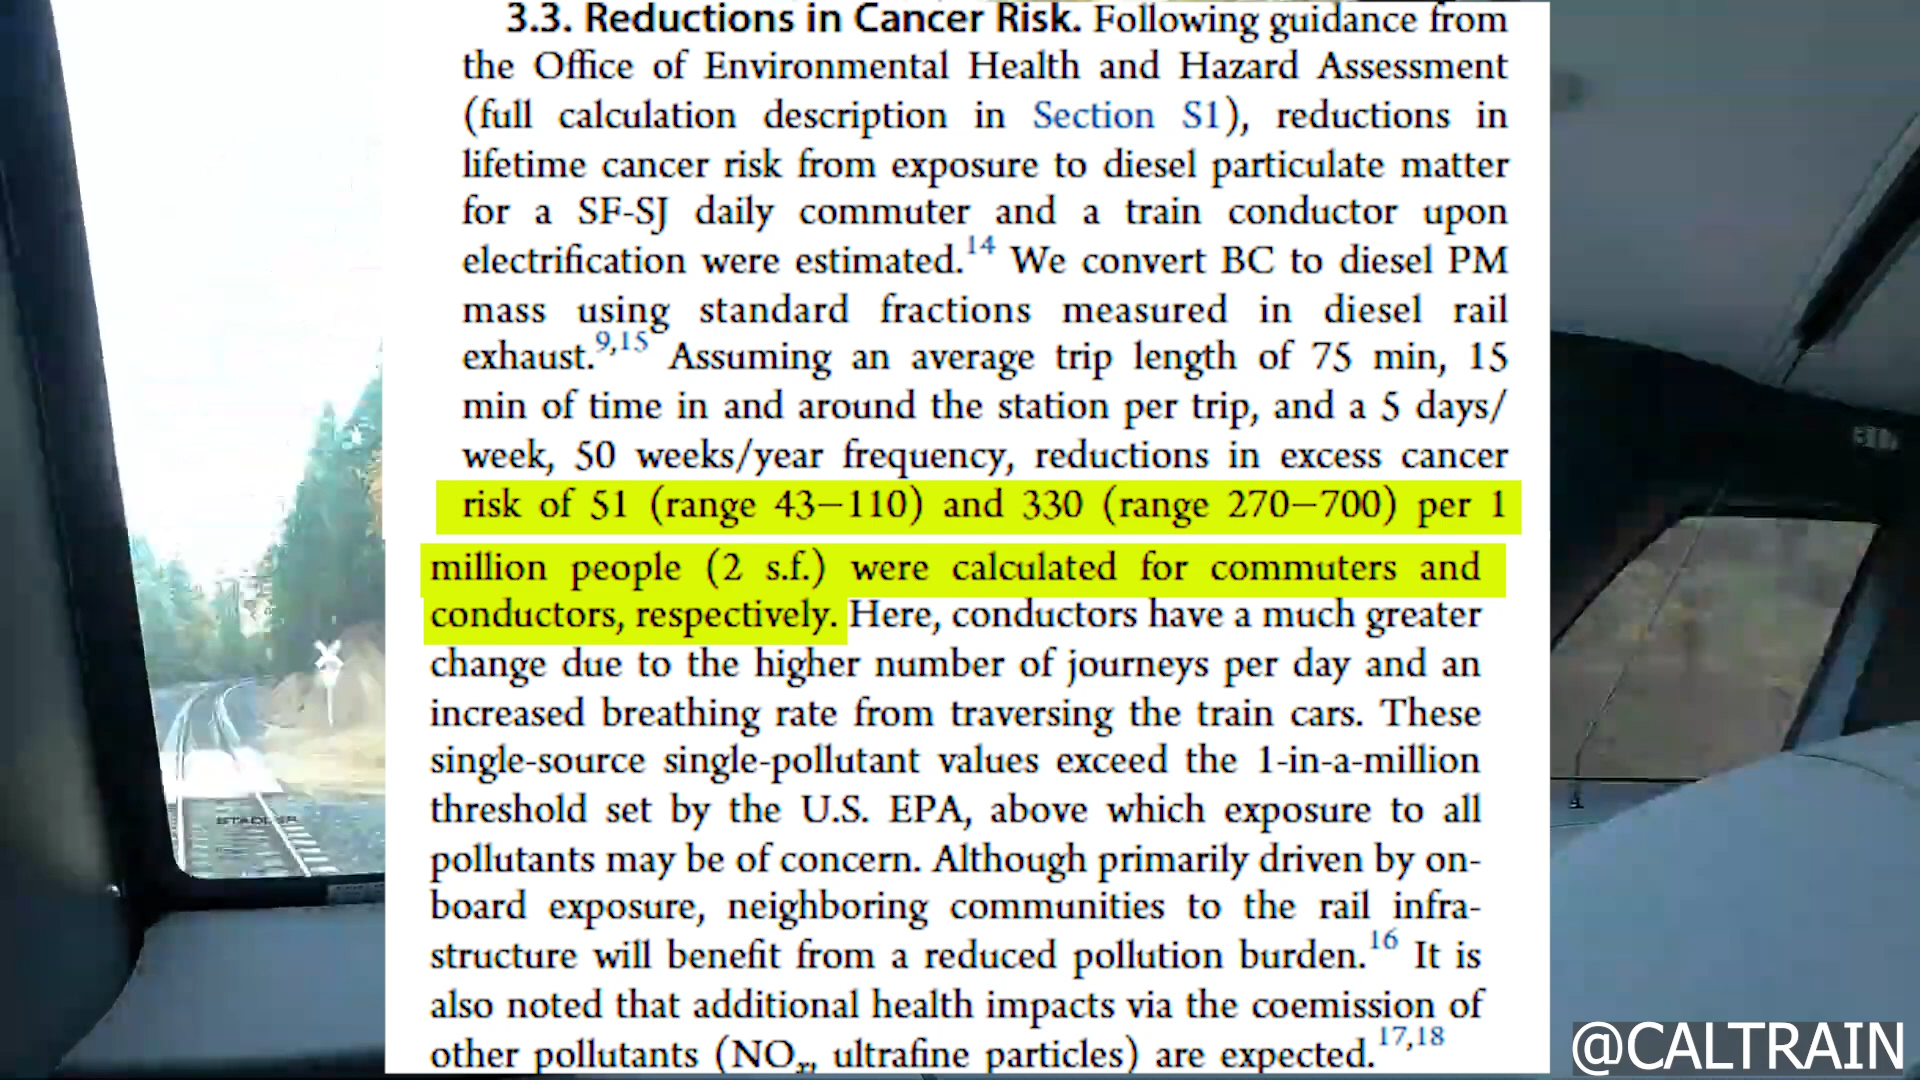 3.3. Reductions in Cancer Risk. Following guidance from
the Office of Environmental Health and Hazard Assessment
(full calculation description in Section S1), reductions in
lifetime cancer risk from exposure to diesel particulate matter
for a SF-SJ daily commuter and a train conductor upon
electrification were estimated.14 We convert BC to diesel PM
mass using standard fractions measured in diesel rail
exhaust.9,15 Assuming an average trip length of 75 min, 15
min of time in and around the station per trip, and a 5 days/
week, 50 weeks/year frequency, reductions in excess cancer
risk of 51 (range 43–110) and 330 (range 270–700) per 1
million people (2 s.f.) were calculated for commuters and
conductors, respectively. Here, conductors have a much greater
change due to the higher number of journeys per day and an
increased breathing rate from traversing the train cars. These
single-source single-pollutant values exceed the 1-in-a-million
threshold set by the U.S. EPA, above which exposure to all
pollutants may be of concern. Although primarily driven by on-
board exposure, neighboring communities to the rail infra-
structure will benefit from a reduced pollution burden.16 It is
also noted that additional health impacts via the coemission of
other pollutants (NOx, ultrafine particles) are expected.17,18
STADLER
@CALTRAIN